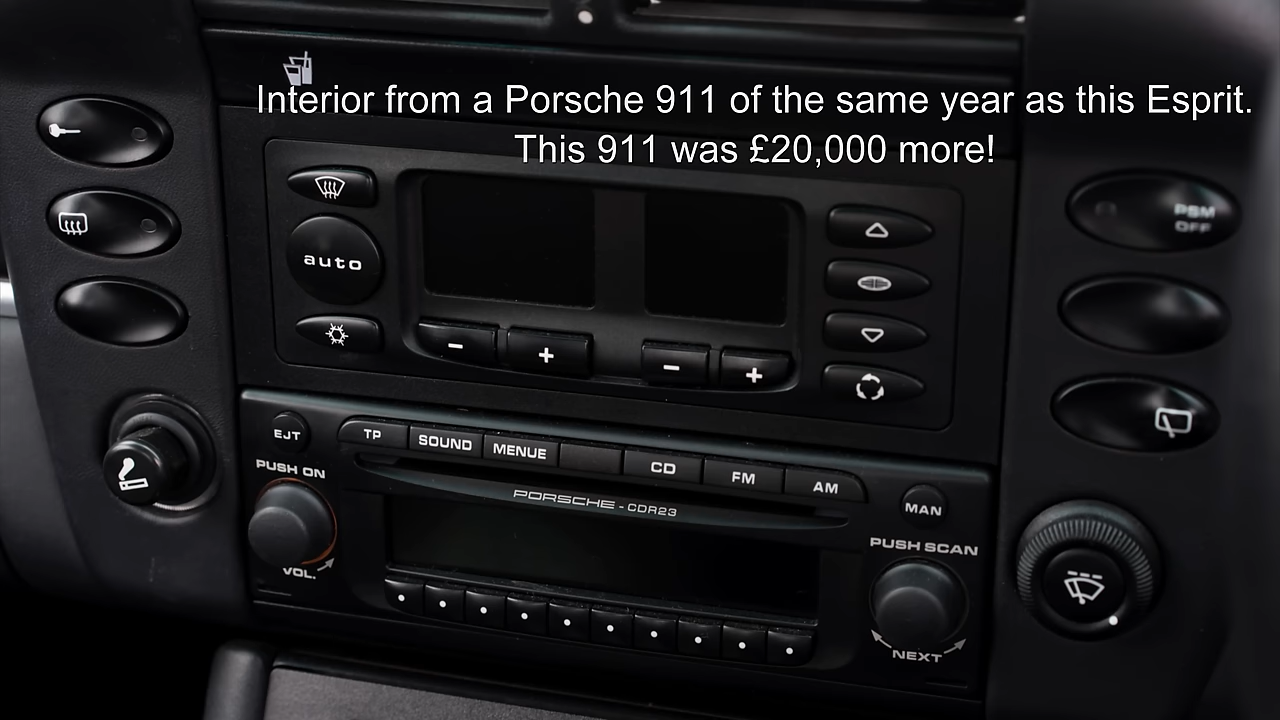 Interior from a Porsche 911 of the same year as this Esprit.
This 911 was £20,000 more!
PSM
OFF
auto
- + - +
EJT
TP SOUND MENUE CD FM AM
MAN
PUSH ON
PORSCHE - CDR23
PUSH SCAN
VOL.
NEXT